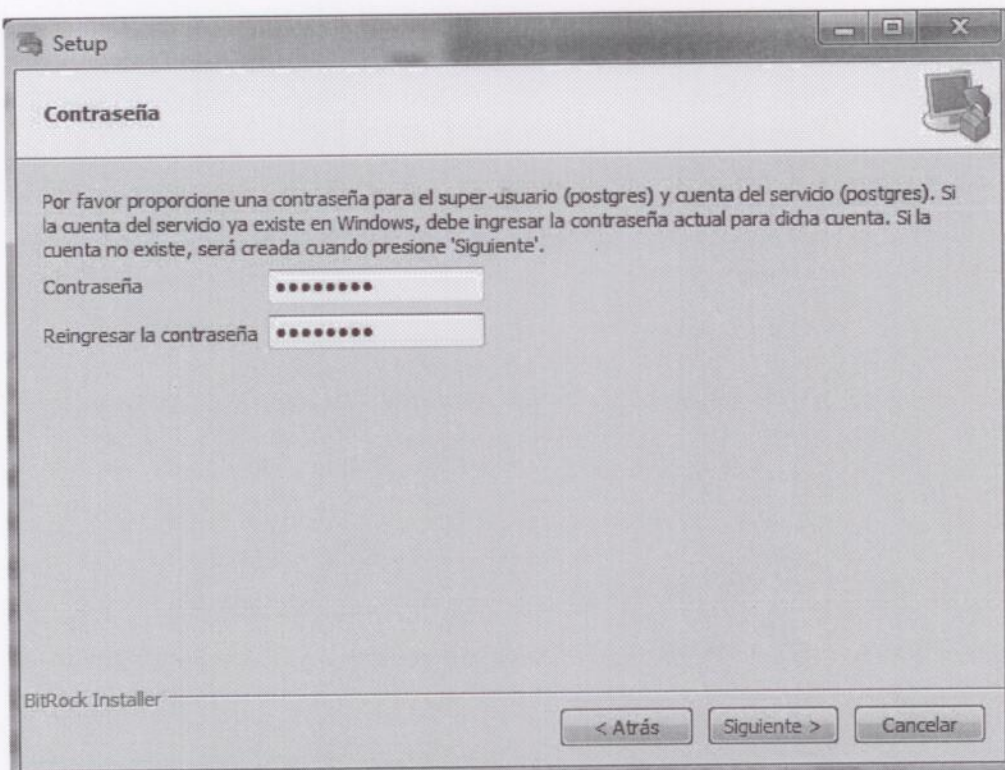 Setup
Contraseña
Por favor proporcione una contraseña para el super-usuario (postgres) y cuenta del servicio (postgres). Si
la cuenta del servicio ya existe en Windows, debe ingresar la contraseña actual para dicha cuenta. Si la
cuenta no existe, será creada cuando presione 'Siguiente'.
Contraseña ••••••••
Reingresar la contraseña ••••••••
BitRock Installer
< Atrás Siguiente > Cancelar